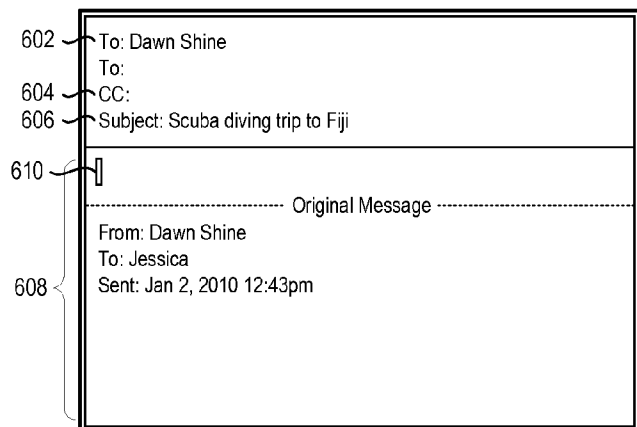 602 To: Dawn Shine
To:
604 CC:
606 Subject: Scuba diving trip to Fiji
610
Original Message
From: Dawn Shine
To: Jessica
608 Sent: Jan 2, 2010 12:43pm